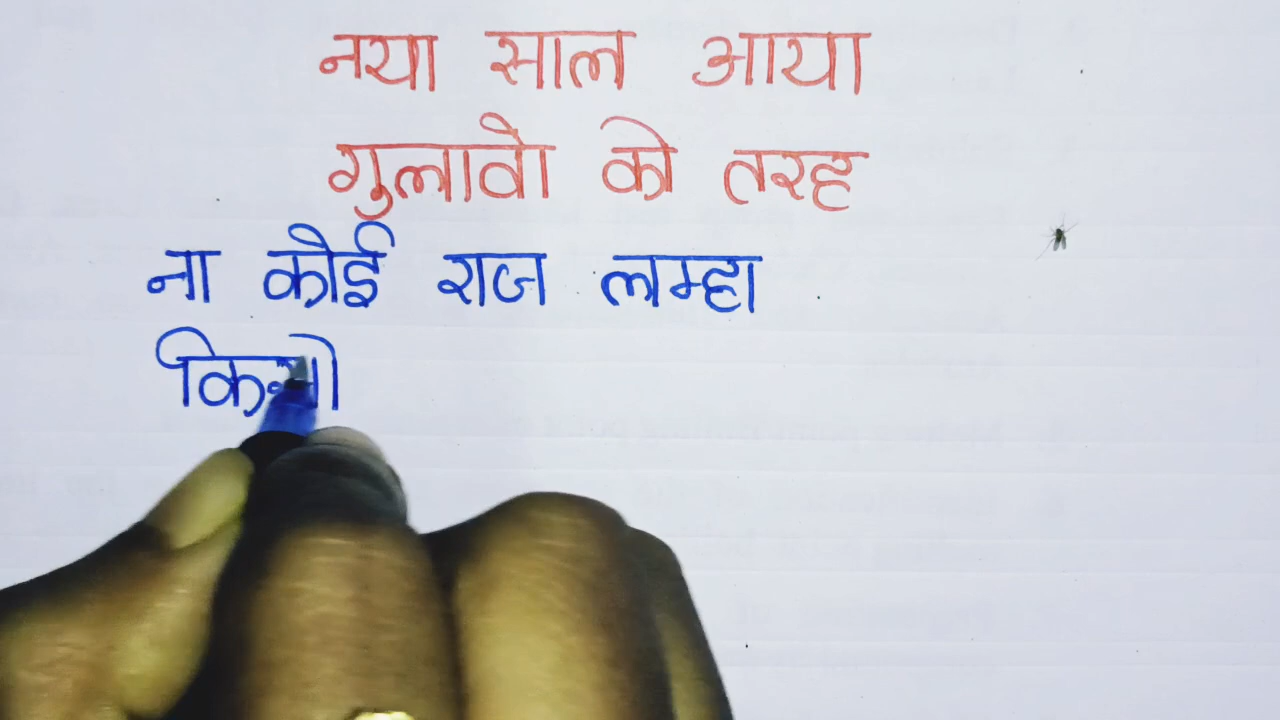 नया साल आया
गुलावो की तरह
ना कोई राज लम्हा